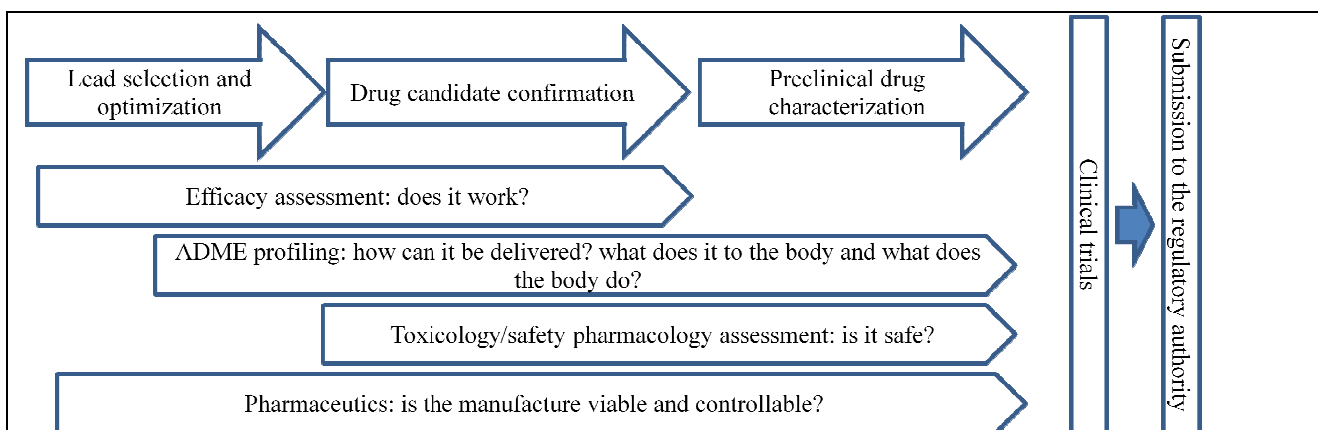 Lead selection and
optimization
Drug candidate confirmation
Preclinical drug
characterization
Efficacy assessment: does it work?
ADME profiling: how can it be delivered? what does it to the body and what does
the body do?
Toxicology/safety pharmacology assessment: is it safe?
Pharmaceutics: is the manufacture viable and controllable?
Clinical trials
Submission to the regulatory authority